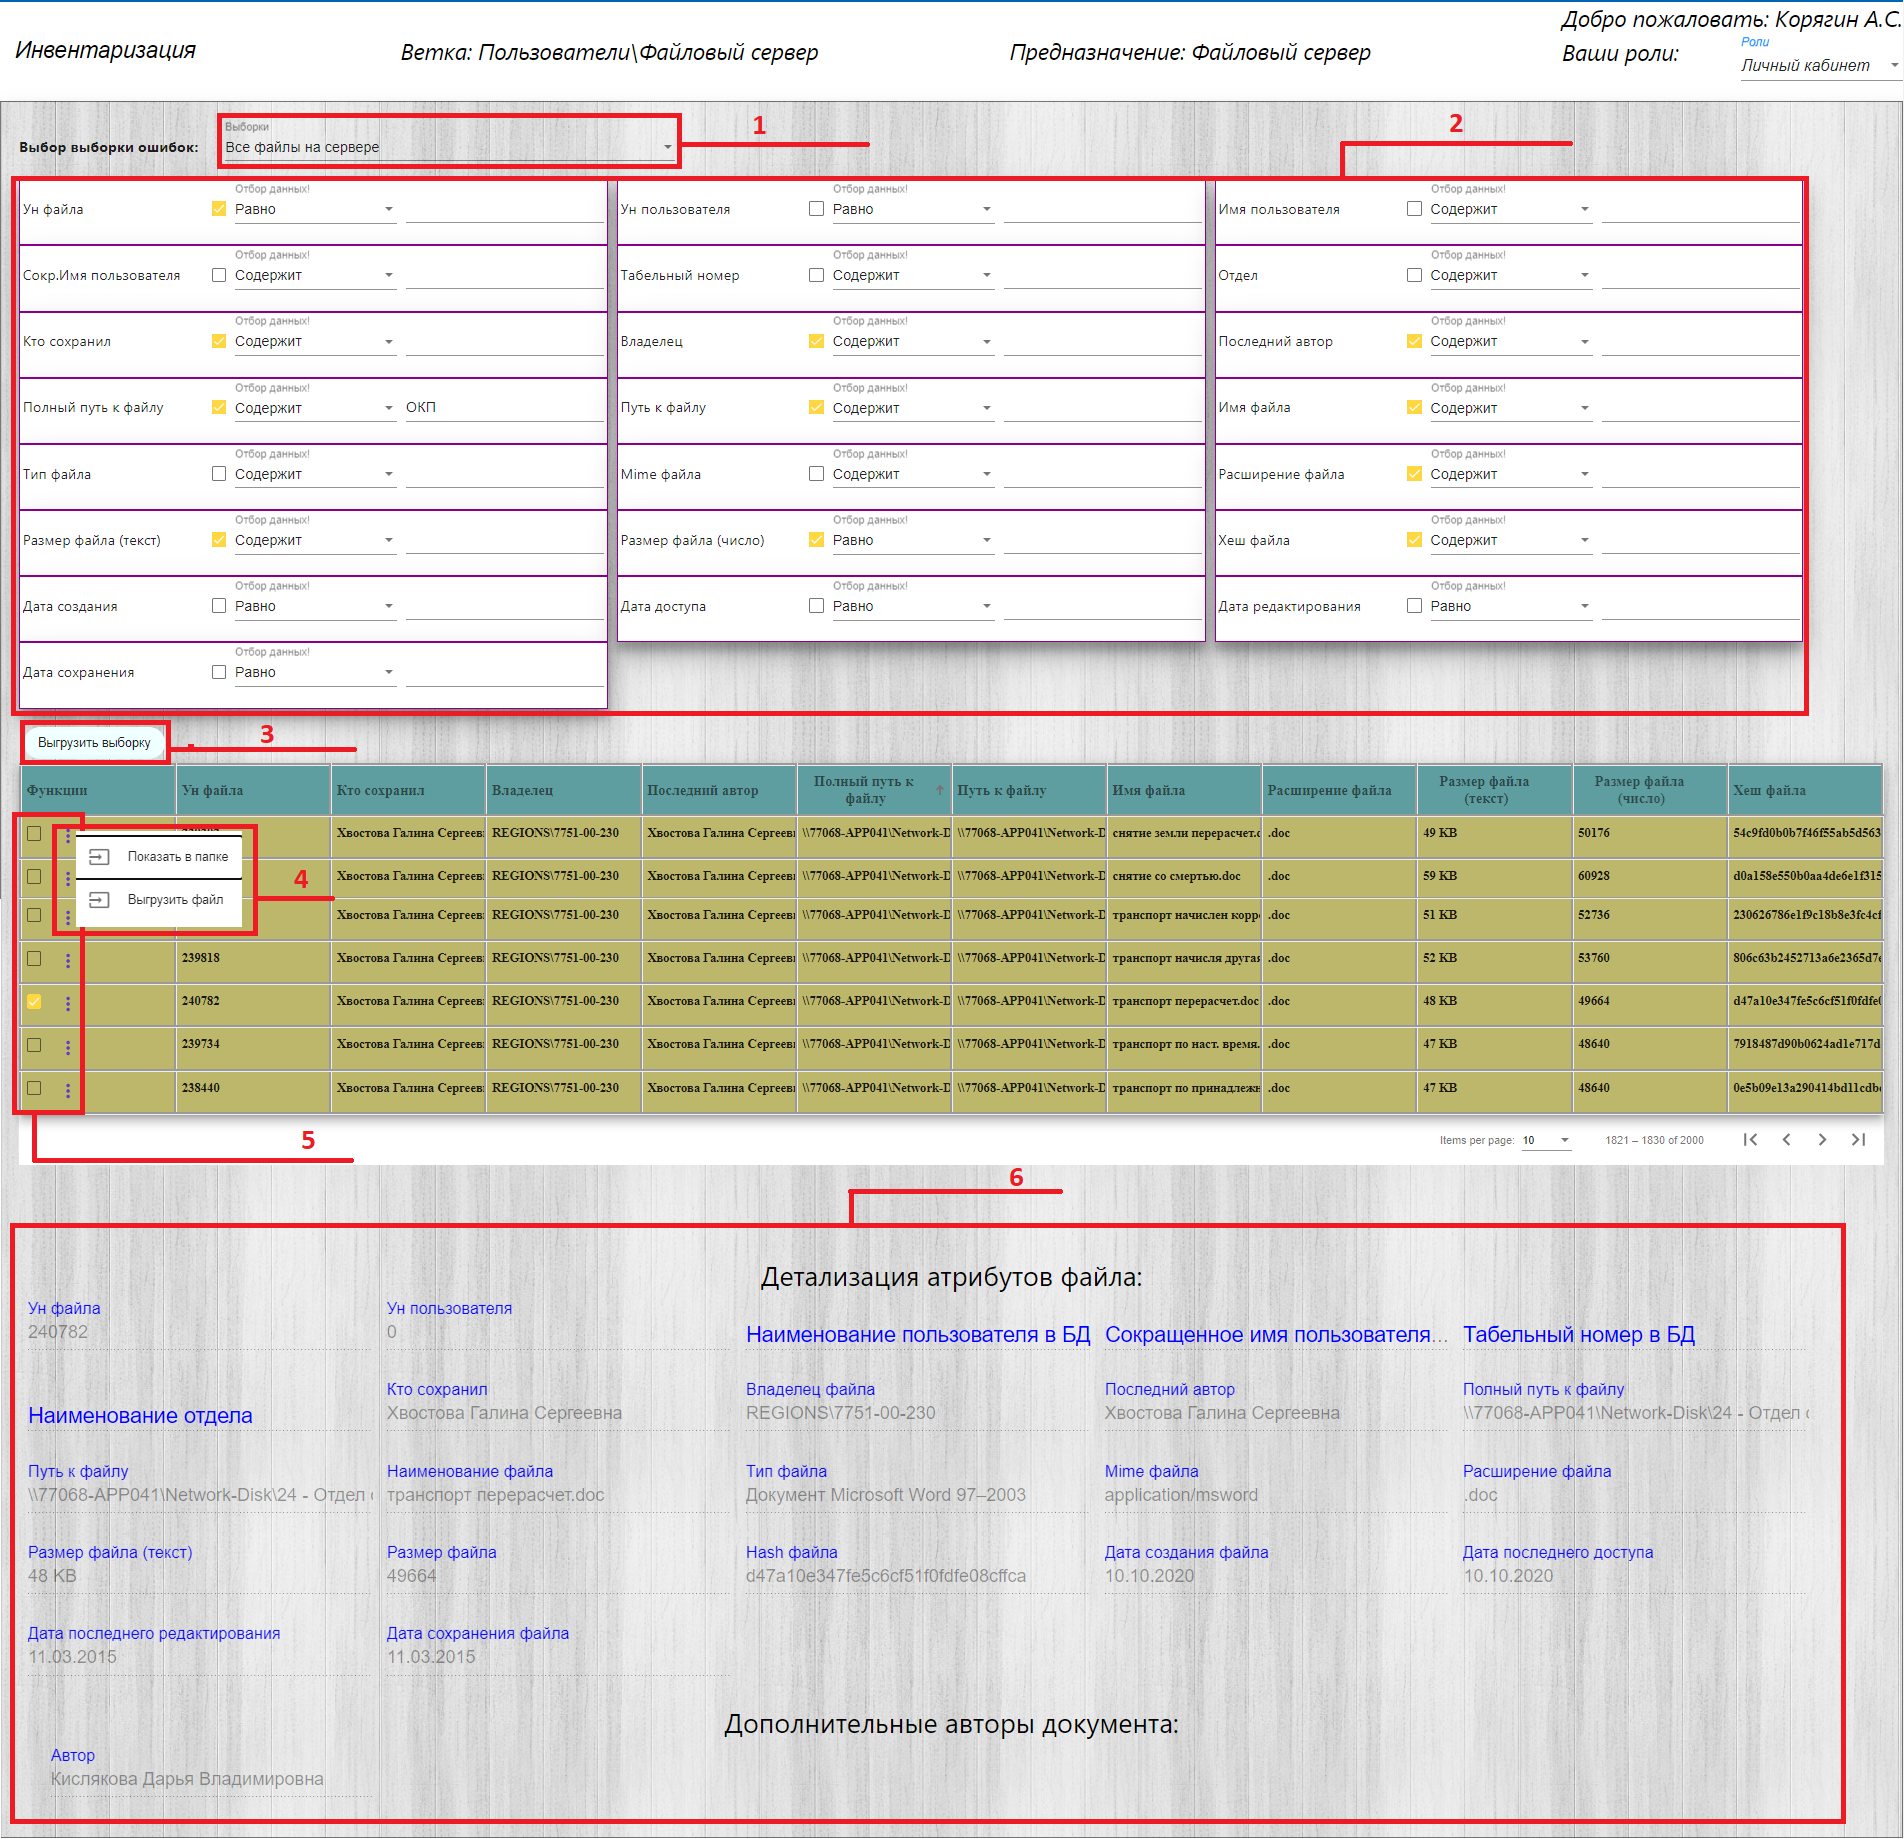 Добро пожаловать: Корягин А.С.
Инвентаризация
Ветка: Пользователи\Файловый сервер
Предназначение: Файловый сервер
Ваши роли:
Роли
Личный кабинет
Выбор выборки ошибок:
Выборки
Все файлы на сервере
1
2
Ун файла
Отбор данных!
Равно
Ун пользователя
Отбор данных!
Равно
Имя пользователя
Отбор данных!
Содержит
Сокр.Имя пользователя
Отбор данных!
Содержит
Табельный номер
Отбор данных!
Содержит
Отдел
Отбор данных!
Содержит
Кто сохранил
Отбор данных!
Содержит
Владелец
Отбор данных!
Содержит
Последний автор
Отбор данных!
Содержит
Полный путь к файлу
Отбор данных!
Содержит
ОКП
Путь к файлу
Отбор данных!
Содержит
Имя файла
Отбор данных!
Содержит
Тип файла
Отбор данных!
Содержит
Mime файла
Отбор данных!
Содержит
Расширение файла
Отбор данных!
Содержит
Размер файла (текст)
Отбор данных!
Содержит
Размер файла (число)
Отбор данных!
Равно
Хеш файла
Отбор данных!
Содержит
Дата создания
Отбор данных!
Равно
Дата доступа
Отбор данных!
Равно
Дата редактирования
Отбор данных!
Равно
Дата сохранения
Отбор данных!
Равно
Выгрузить выборку
3
Функции Ун файла Кто сохранил Владелец Последний автор Полный путь к файлу Путь к файлу Имя файла Расширение файла Размер файла (текст) Размер файла (число) Хеш файла
Хвостова Галина Сергеевн REGIONS\7751-00-230 Хвостова Галина Сергеевн \\77068-APP041\Network-D \\77068-APP041\Network-D снятие земли перерасчет.d .doc 49 KB 50176 54c9fd0b0b7f46f55ab5d563
Показать в папке
4
Хвостова Галина Сергеевн REGIONS\7751-00-230 Хвостова Галина Сергеевн \\77068-APP041\Network-D \\77068-APP041\Network-D снятие со смертью.doc .doc 59 KB 60928 d0a158e550b0aa4de6e1f315
Выгрузить файл
Хвостова Галина Сергеевн REGIONS\7751-00-230 Хвостова Галина Сергеевн \\77068-APP041\Network-D \\77068-APP041\Network-D транспорт начислен корр .doc 51 KB 52736 230626786e1f9c18b8e3fc4cf
239818 Хвостова Галина Сергеевн REGIONS\7751-00-230 Хвостова Галина Сергеевн \\77068-APP041\Network-D \\77068-APP041\Network-D транспорт начисля другая .doc 52 KB 53760 806c63b2452713a6e2365d7e
240782 Хвостова Галина Сергеевн REGIONS\7751-00-230 Хвостова Галина Сергеевн \\77068-APP041\Network-D \\77068-APP041\Network-D транспорт перерасчет.doc .doc 48 KB 49664 d47a10e347fe5c6cf51f0fdfe0
239734 Хвостова Галина Сергеевн REGIONS\7751-00-230 Хвостова Галина Сергеевн \\77068-APP041\Network-D \\77068-APP041\Network-D транспорт по наст. время. .doc 47 KB 48640 7918487d90b0624ad1e717d
238440 Хвостова Галина Сергеевн REGIONS\7751-00-230 Хвостова Галина Сергеевн \\77068-APP041\Network-D \\77068-APP041\Network-D транспорт по принадлежн .doc 47 KB 48640 0e5b09e13a290414bd11cdb
5
Items per page: 10 1821 – 1830 of 2000
6
Детализация атрибутов файла:
Ун файла
240782
Ун пользователя
0
Наименование пользователя в БД
Сокращенное имя пользователя...
Табельный номер в БД
Наименование отдела
Кто сохранил
Хвостова Галина Сергеевна
Владелец файла
REGIONS\7751-00-230
Последний автор
Хвостова Галина Сергеевна
Полный путь к файлу
\\77068-APP041\Network-Disk\24 - Отдел с
Путь к файлу
\\77068-APP041\Network-Disk\24 - Отдел с
Наименование файла
транспорт перерасчет.doc
Тип файла
Документ Microsoft Word 97–2003
Mime файла
application/msword
Расширение файла
.doc
Размер файла (текст)
48 KB
Размер файла
49664
Hash файла
d47a10e347fe5c6cf51f0fdfe08cffca
Дата создания файла
10.10.2020
Дата последнего доступа
10.10.2020
Дата последнего редактирования
11.03.2015
Дата сохранения файла
11.03.2015
Дополнительные авторы документа:
Автор
Кислякова Дарья Владимировна